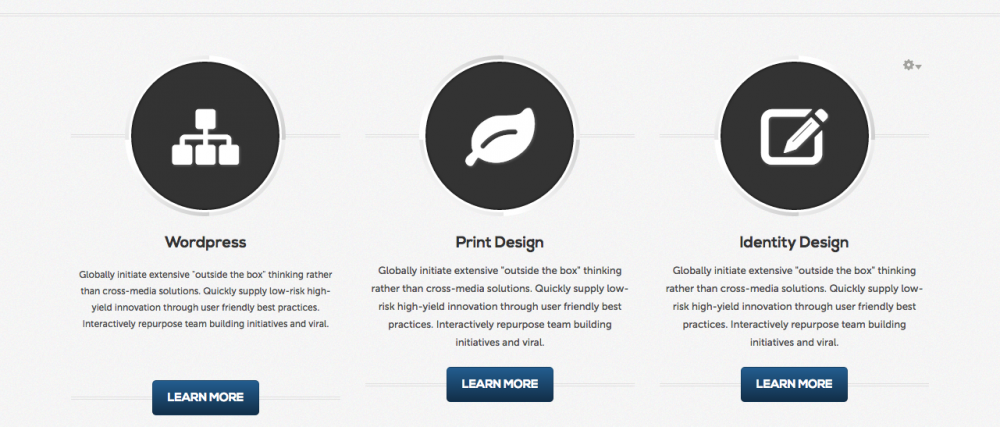 Wordpress
Globally initiate extensive "outside the box" thinking rather
than cross-media solutions. Quickly supply low-risk high-
yield innovation through user friendly best practices.
Interactively repurpose team building initiatives and viral.
LEARN MORE
Print Design
Globally initiate extensive "outside the box" thinking
rather than cross-media solutions. Quickly supply low-
risk high-yield innovation through user friendly best
practices. Interactively repurpose team building
initiatives and viral.
LEARN MORE
Identity Design
Globally initiate extensive "outside the box" thinking
rather than cross-media solutions. Quickly supply low-
risk high-yield innovation through user friendly best
practices. Interactively repurpose team building
initiatives and viral.
LEARN MORE